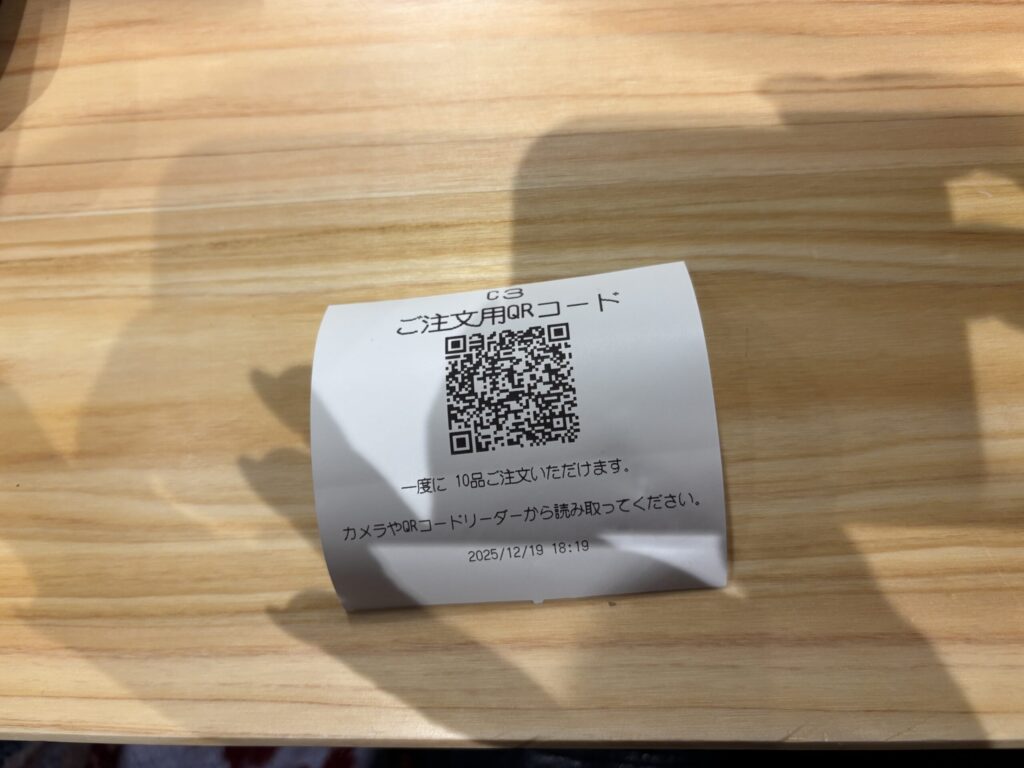 C3
ご注文用QRコード
一度に 10品ご注文いただけます。
カメラやQRコードリーダーから読み取ってください。
2025/12/19 18:19